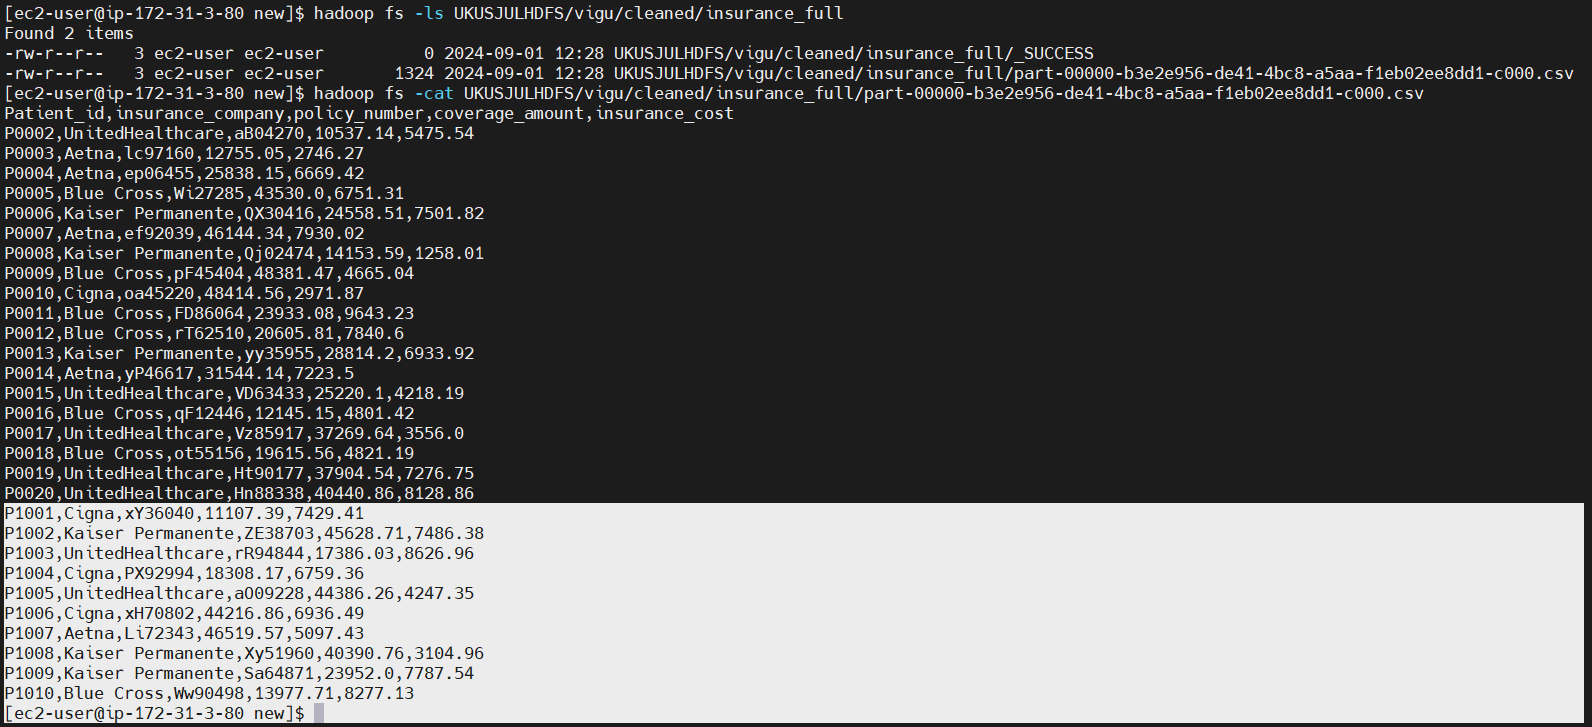 [ec2-user@ip-172-31-3-80 new]$ hadoop fs -ls UKUSJULHDFS/vigu/cleaned/insurance_full
Found 2 items
-rw-r--r--   3 ec2-user ec2-user          0 2024-09-01 12:28 UKUSJULHDFS/vigu/cleaned/insurance_full/_SUCCESS
-rw-r--r--   3 ec2-user ec2-user       1324 2024-09-01 12:28 UKUSJULHDFS/vigu/cleaned/insurance_full/part-00000-b3e2e956-de41-4bc8-a5aa-f1eb02ee8dd1-c000.csv
[ec2-user@ip-172-31-3-80 new]$ hadoop fs -cat UKUSJULHDFS/vigu/cleaned/insurance_full/part-00000-b3e2e956-de41-4bc8-a5aa-f1eb02ee8dd1-c000.csv
Patient_id,insurance_company,policy_number,coverage_amount,insurance_cost
P0002,UnitedHealthcare,aB04270,10537.14,5475.54
P0003,Aetna,lc97160,12755.05,2746.27
P0004,Aetna,ep06455,25838.15,6669.42
P0005,Blue Cross,Wi27285,43530.0,6751.31
P0006,Kaiser Permanente,QX30416,24558.51,7501.82
P0007,Aetna,ef92039,46144.34,7930.02
P0008,Kaiser Permanente,Qj02474,14153.59,1258.01
P0009,Blue Cross,pF45404,48381.47,4665.04
P0010,Cigna,oa45220,48414.56,2971.87
P0011,Blue Cross,FD86064,23933.08,9643.23
P0012,Blue Cross,rT62510,20605.81,7840.6
P0013,Kaiser Permanente,yy35955,28814.2,6933.92
P0014,Aetna,yP46617,31544.14,7223.5
P0015,UnitedHealthcare,VD63433,25220.1,4218.19
P0016,Blue Cross,qF12446,12145.15,4801.42
P0017,UnitedHealthcare,Vz85917,37269.64,3556.0
P0018,Blue Cross,ot55156,19615.56,4821.19
P0019,UnitedHealthcare,Ht90177,37904.54,7276.75
P0020,UnitedHealthcare,Hn88338,40440.86,8128.86
P1001,Cigna,xY36040,11107.39,7429.41
P1002,Kaiser Permanente,ZE38703,45628.71,7486.38
P1003,UnitedHealthcare,rR94844,17386.03,8626.96
P1004,Cigna,PX92994,18308.17,6759.36
P1005,UnitedHealthcare,aO09228,44386.26,4247.35
P1006,Cigna,xH70802,44216.86,6936.49
P1007,Aetna,Li72343,46519.57,5097.43
P1008,Kaiser Permanente,Xy51960,40390.76,3104.96
P1009,Kaiser Permanente,Sa64871,23952.0,7787.54
P1010,Blue Cross,Ww90498,13977.71,8277.13
[ec2-user@ip-172-31-3-80 new]$